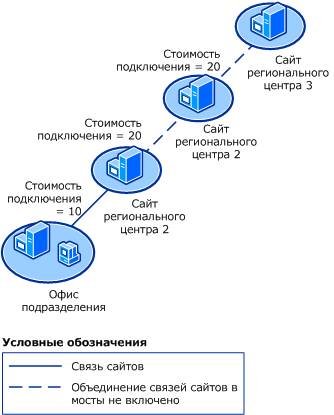 Стоимость
подключения = 20
Сайт
регионального
центра 3
Стоимость
подключения = 20
Сайт
регионального
центра 2
Стоимость
подключения
= 10
Сайт
регионального
центра 2
Офис
подразделения
Условные обозначения
Связь сайтов
Объединение связей сайтов в
мосты не включено